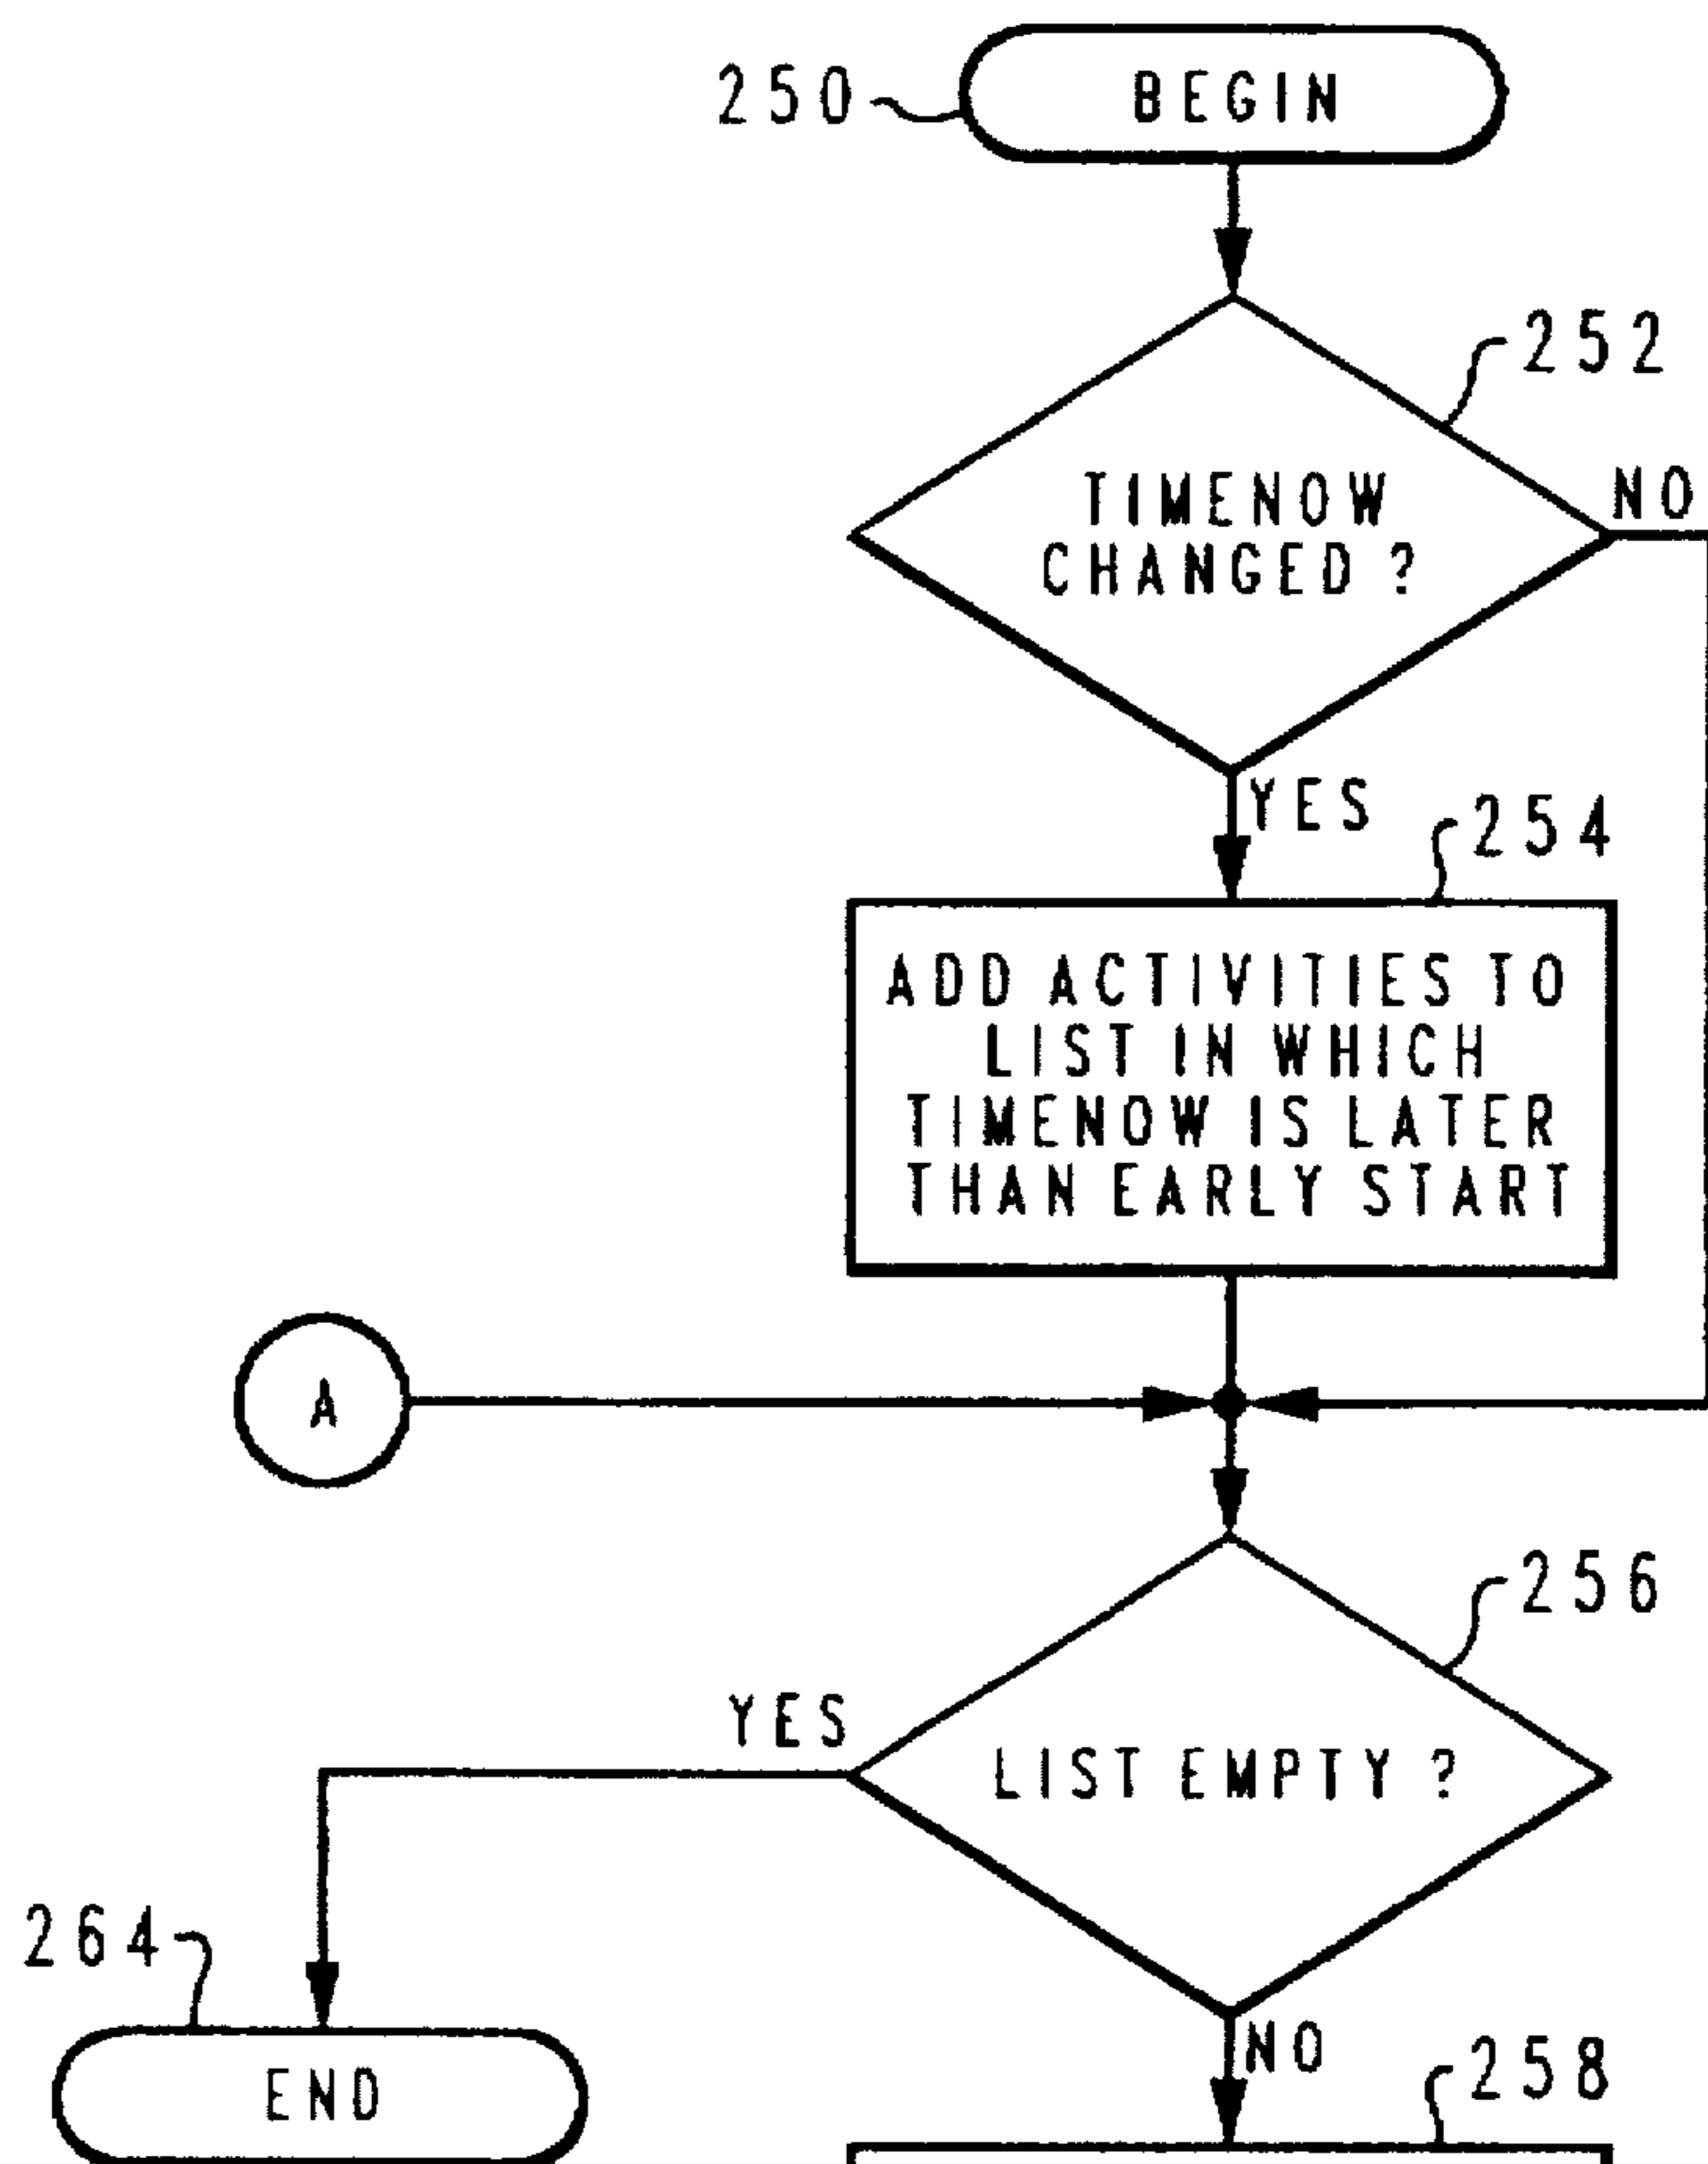 250
BEGIN
252
TIMENOW
CHANGED ?
NO
YES
254
ADD ACTIVITIES TO
LIST IN WHICH
TIMENOW IS LATER
THAN EARLY START
A
256
YES
LIST EMPTY ?
264
END
NO
258